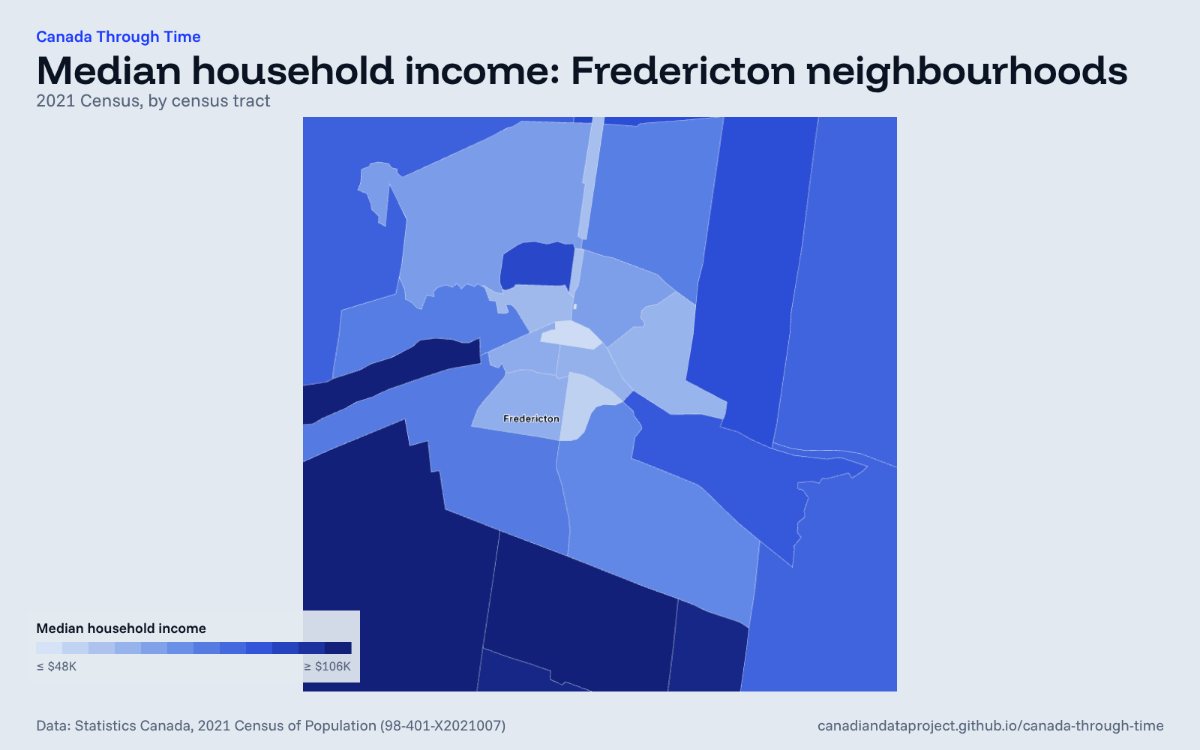 Canada Through Time
Median household income: Fredericton neighbourhoods
2021 Census, by census tract
Fredericton
Median household income
≤ $48K
≥ $106K
Data: Statistics Canada, 2021 Census of Population (98-401-X2021007)
canadiandataproject.github.io/canada-through-time